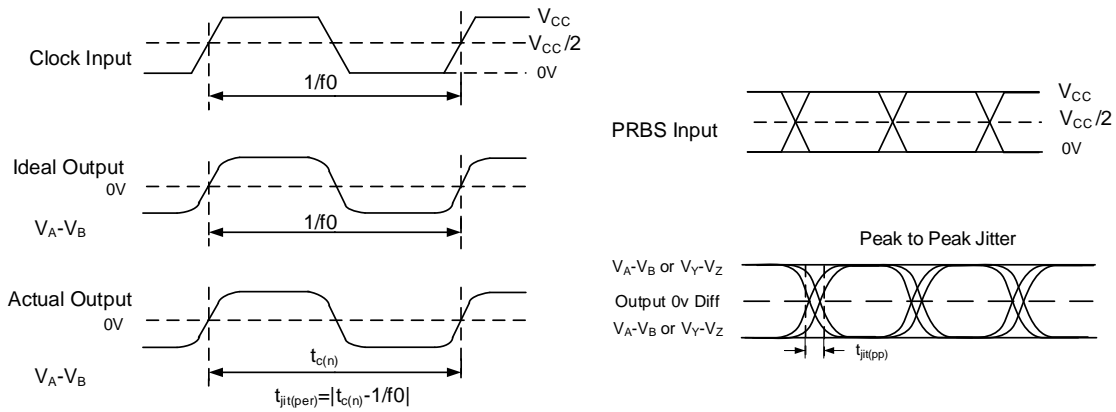 Clock Input
V_CC
V_CC/2
0V
1/f0
Ideal Output
0V
V_A-V_B
1/f0
Actual Output
0V
V_A-V_B
t_c(n)
t_jit(per)=|t_c(n)-1/f0|
PRBS Input
V_CC
V_CC/2
0V
Peak to Peak Jitter
V_A-V_B or V_Y-V_Z
Output 0v Diff
V_A-V_B or V_Y-V_Z
t_jit(pp)